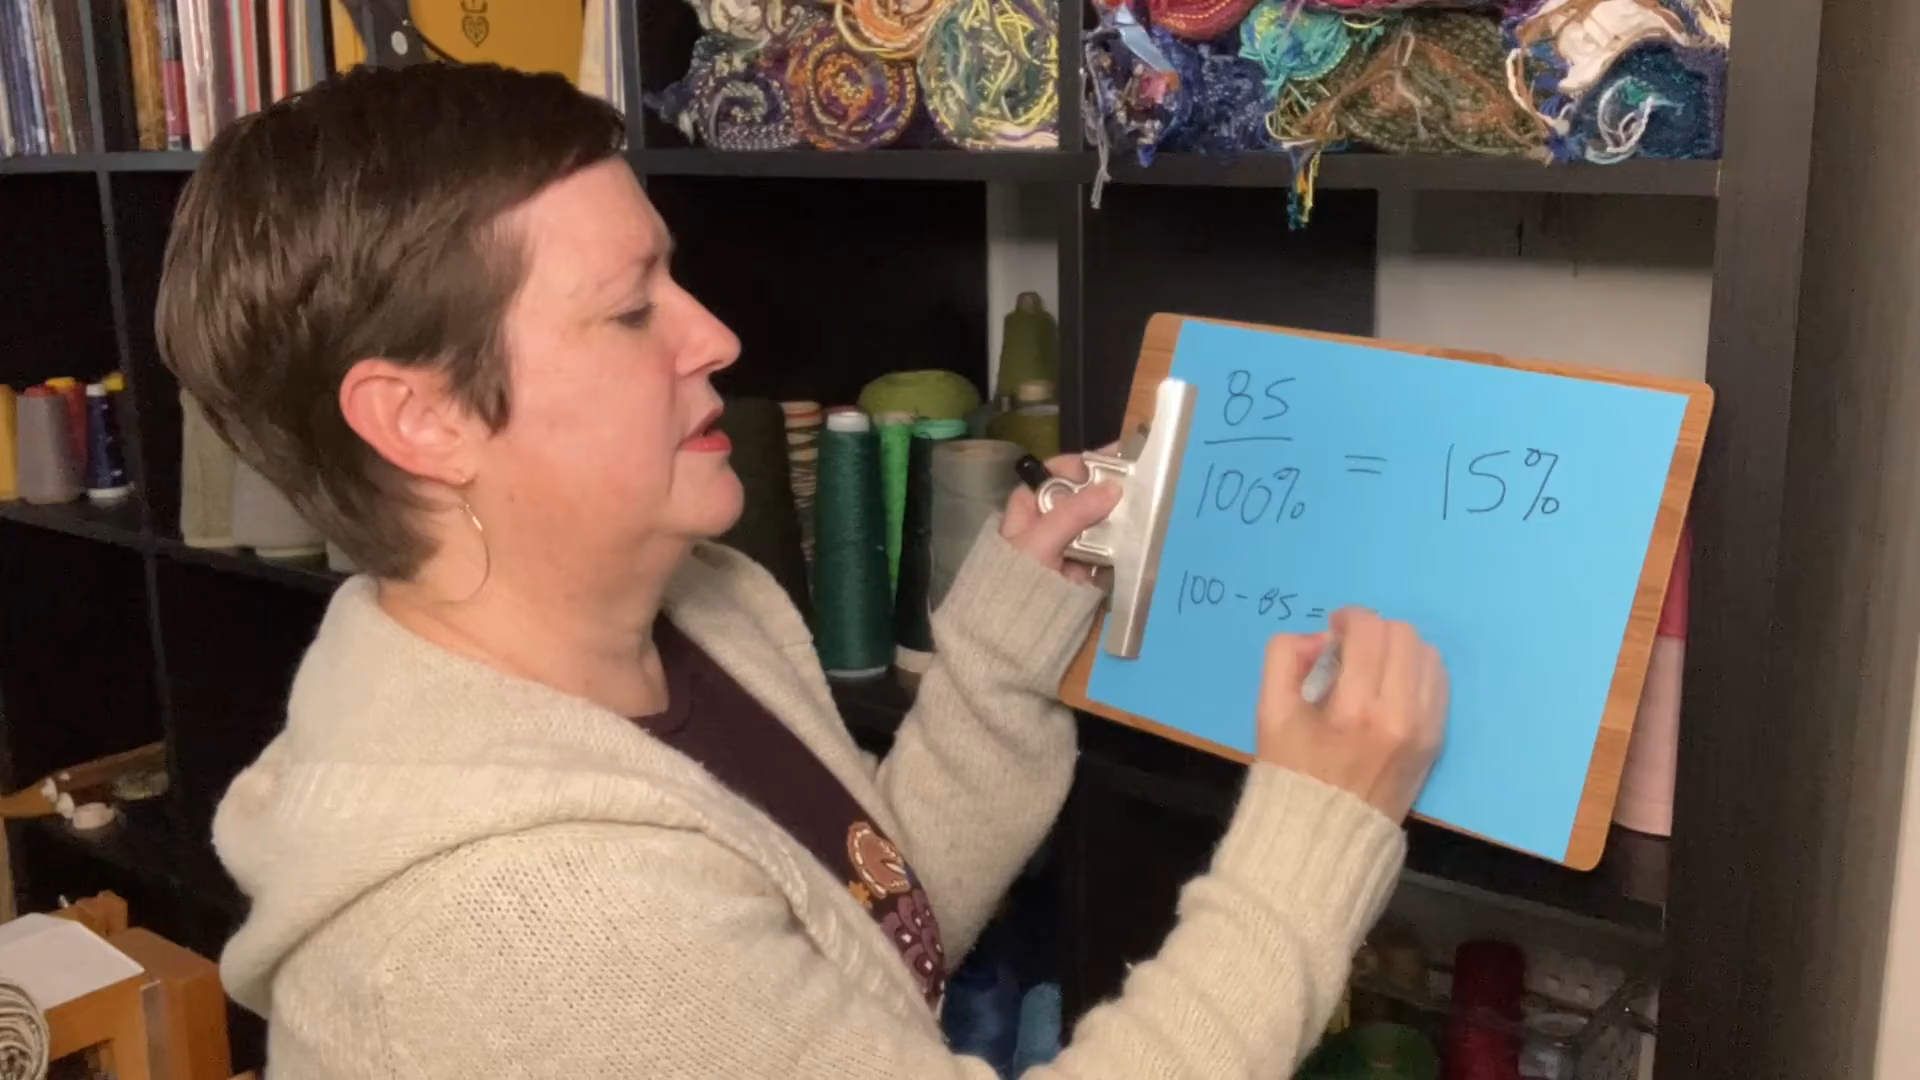 85
100% = 15%
100 - 85 =